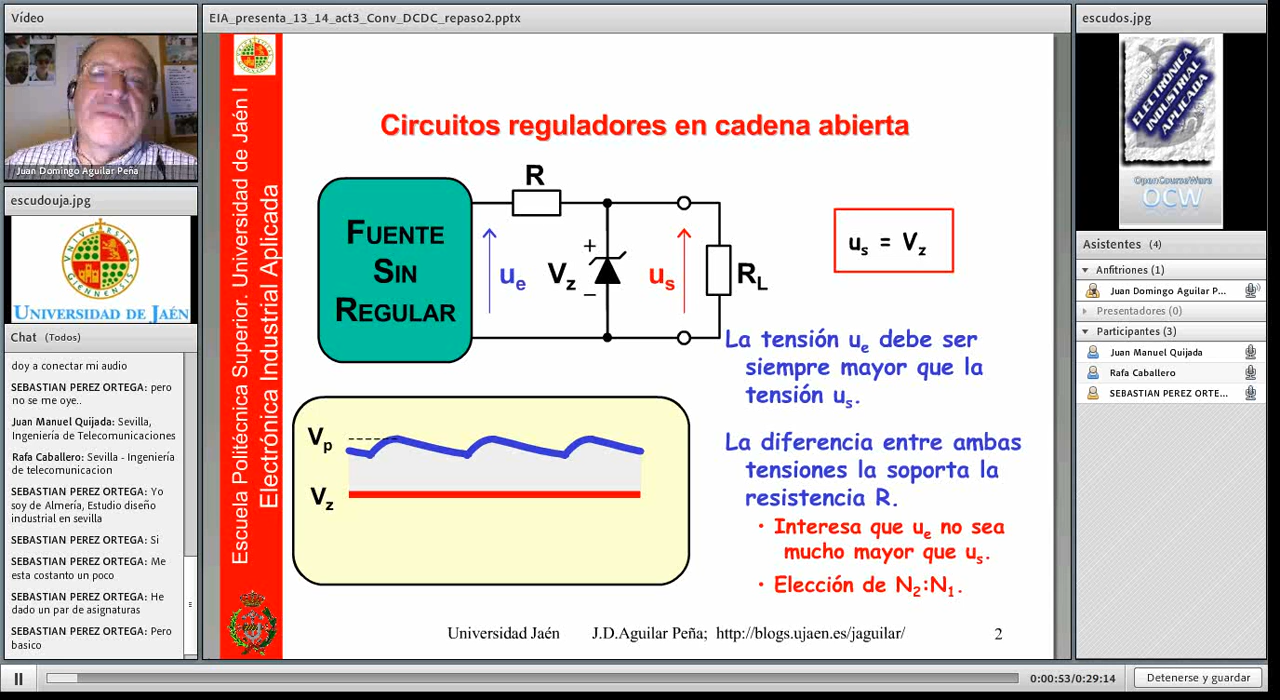 Vídeo
Juan Domingo Aguilar Peña
escudouja.jpg
UNIVERSITAS
GIENNENSIS
UNIVERSIDAD DE JAÉN
Chat (Todos)
doy a conectar mi audio
SEBASTIAN PEREZ ORTEGA: pero
no se me oye..
Juan Manuel Quijada: Sevilla,
Ingeniería de Telecomunicaciones
Rafa Caballero: Sevilla - Ingeniería
de telecomunicacion
SEBASTIAN PEREZ ORTEGA: Yo
soy de Almería, Estudio diseño
industrial en sevilla
SEBASTIAN PEREZ ORTEGA: Si
SEBASTIAN PEREZ ORTEGA: Me
esta costanto un poco
SEBASTIAN PEREZ ORTEGA: He
dado un par de asignaturas
SEBASTIAN PEREZ ORTEGA: Pero
basico
EIA_presenta_13_14_act3_Conv_DCDC_repaso2.pptx
Escuela Politécnica Superior. Universidad de Jaén I
Electrónica Industrial Aplicada
Circuitos reguladores en cadena abierta
FUENTE
SIN
REGULAR
R
ue
+
Vz
−
us
RL
us = Vz
La tensión ue debe ser
siempre mayor que la
tensión us.
La diferencia entre ambas
tensiones la soporta la
resistencia R.
• Interesa que ue no sea
mucho mayor que us.
• Elección de N2:N1.
Vp
Vz
Universidad Jaén J.D.Aguilar Peña; http://blogs.ujaen.es/jaguilar/ 2
escudos.jpg
ELECTRÓNICA
INDUSTRIAL
APLICADA
OpenCourseWare
OCW
Asistentes (4)
Anfitriones (1)
Juan Domingo Aguilar P...
Presentadores (0)
Participantes (3)
Juan Manuel Quijada
Rafa Caballero
SEBASTIAN PEREZ ORTE...
0:00:53/0:29:14
Detenerse y guardar